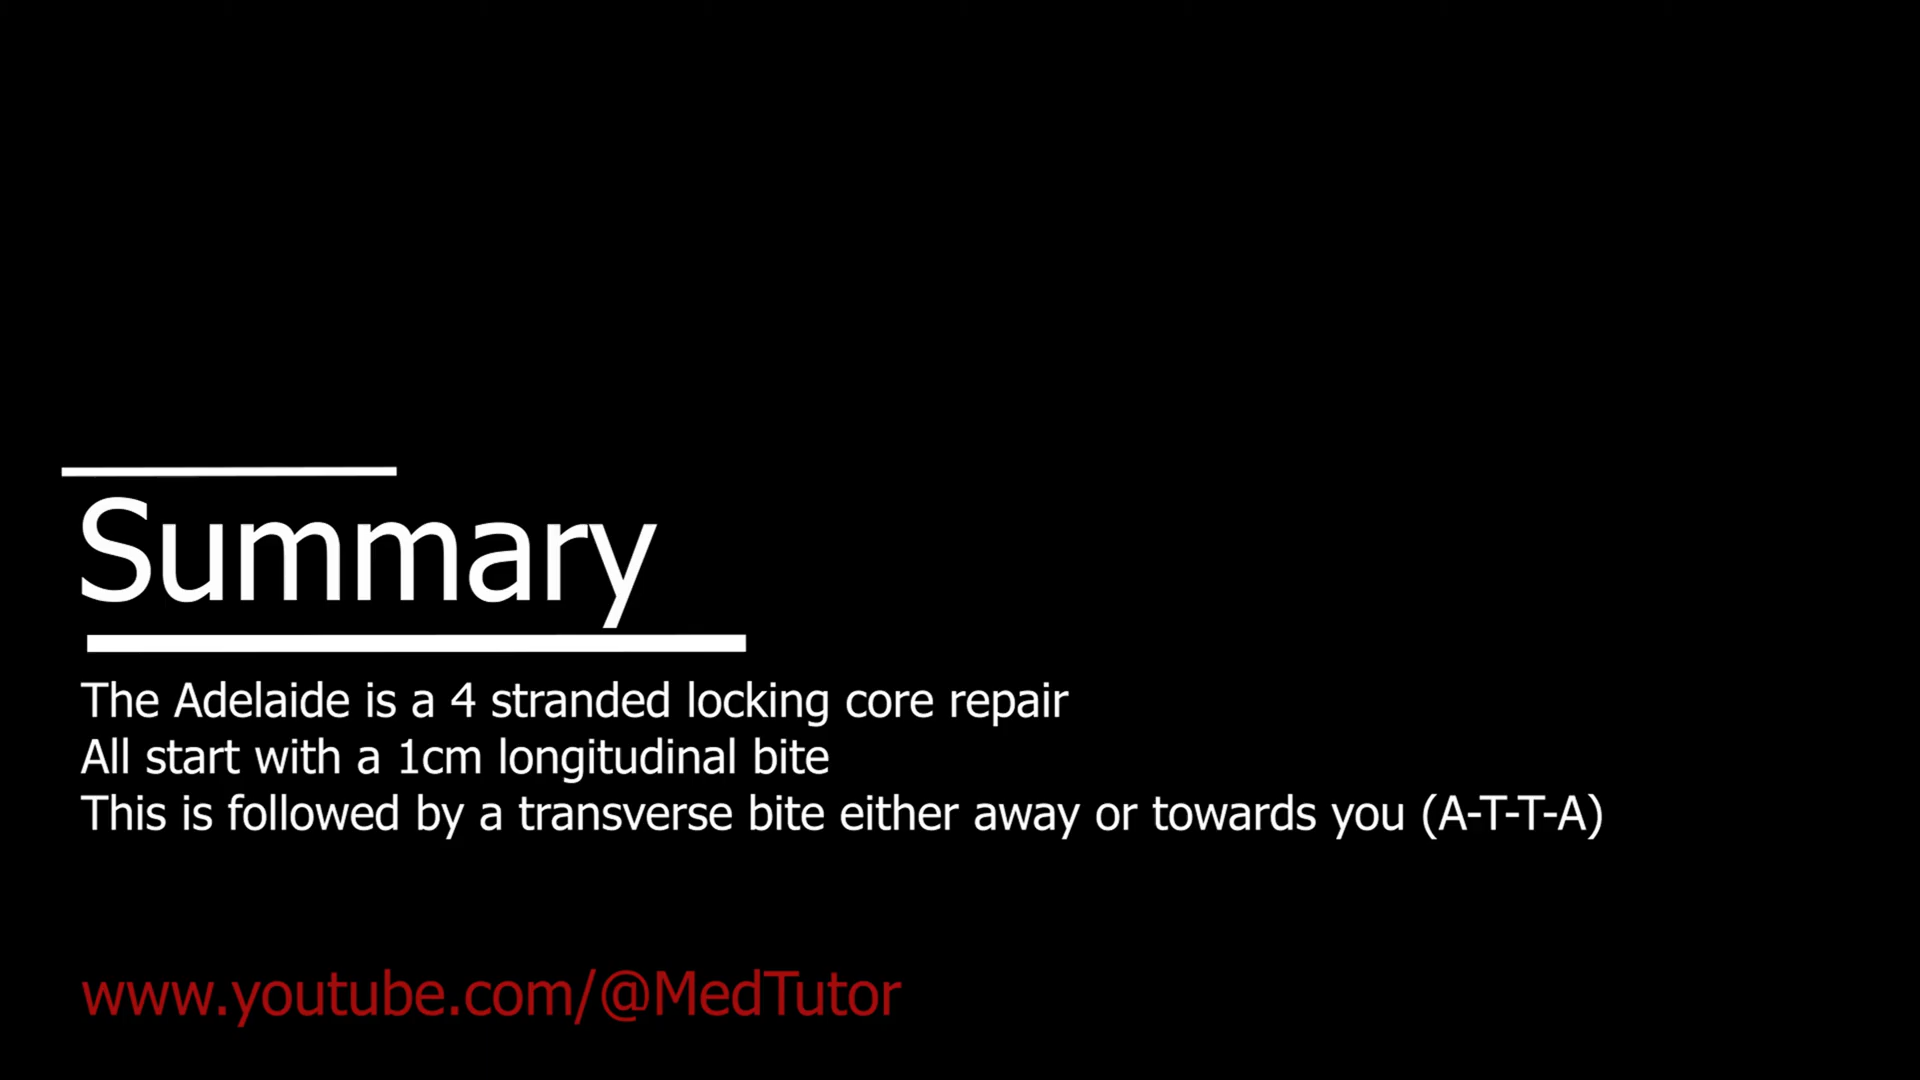 Summary
The Adelaide is a 4 stranded locking core repair
All start with a 1cm longitudinal bite
This is followed by a transverse bite either away or towards you (A-T-T-A)
www.youtube.com/@MedTutor